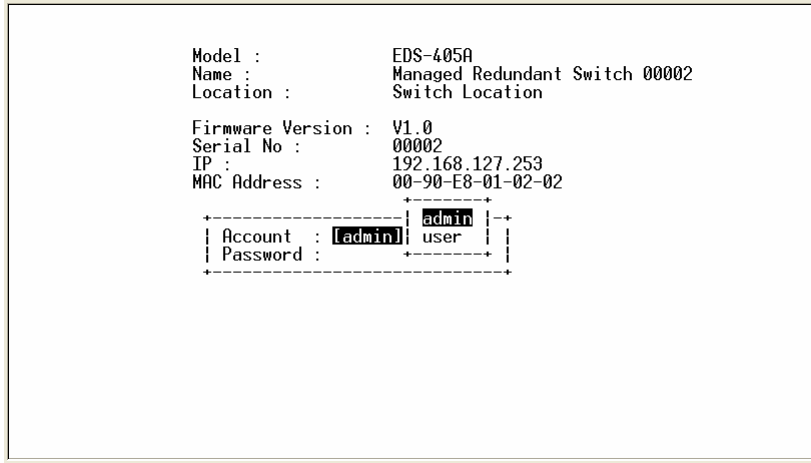 Model : EDS-405A
Name : Managed Redundant Switch 00002
Location : Switch Location
Firmware Version : V1.0
Serial No : 00002
IP : 192.168.127.253
MAC Address : 00-90-E8-01-02-02
admin
Account : [admin] user
Password :